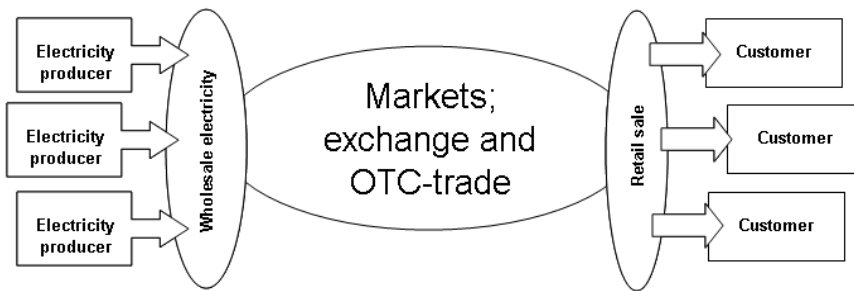 Electricity
producer
Electricity
producer
Electricity
producer
Wholesale electricity
Markets;
exchange and
OTC-trade
Retail sale
Customer
Customer
Customer